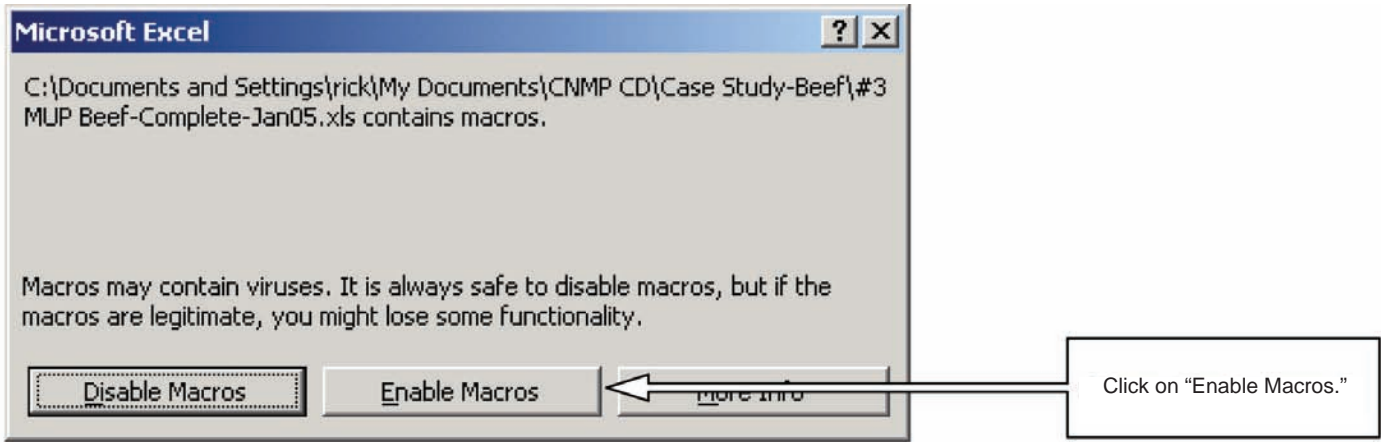 Microsoft Excel
C:\Documents and Settings\rick\My Documents\CNMP CD\Case Study-Beef\#3
MUP Beef-Complete-Jan05.xls contains macros.
Macros may contain viruses. It is always safe to disable macros, but if the
macros are legitimate, you might lose some functionality.
Disable Macros
Enable Macros
More Info
Click on “Enable Macros.”